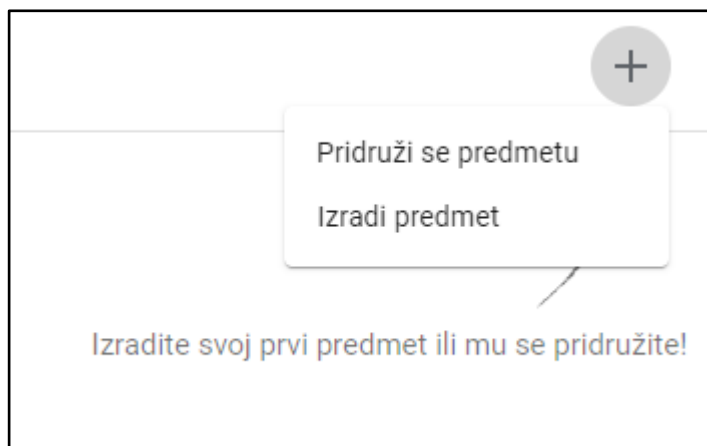 Pridruži se predmetu
Izradi predmet
Izradite svoj prvi predmet ili mu se pridružite!